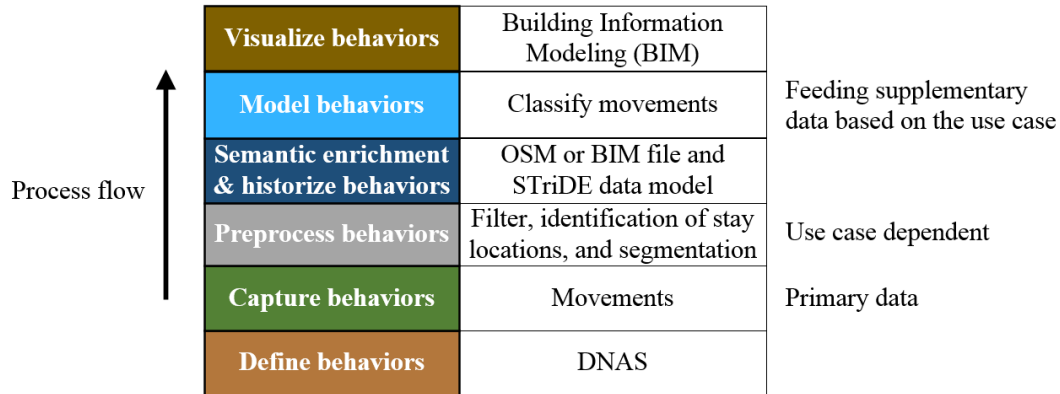 Visualize behaviors
Building Information
Modeling (BIM)
Model behaviors
Classify movements
Feeding supplementary
data based on the use case
Semantic enrichment
& historize behaviors
OSM or BIM file and
STriDE data model
Process flow
Preprocess behaviors
Filter, identification of stay
locations, and segmentation
Use case dependent
Capture behaviors
Movements
Primary data
Define behaviors
DNAS